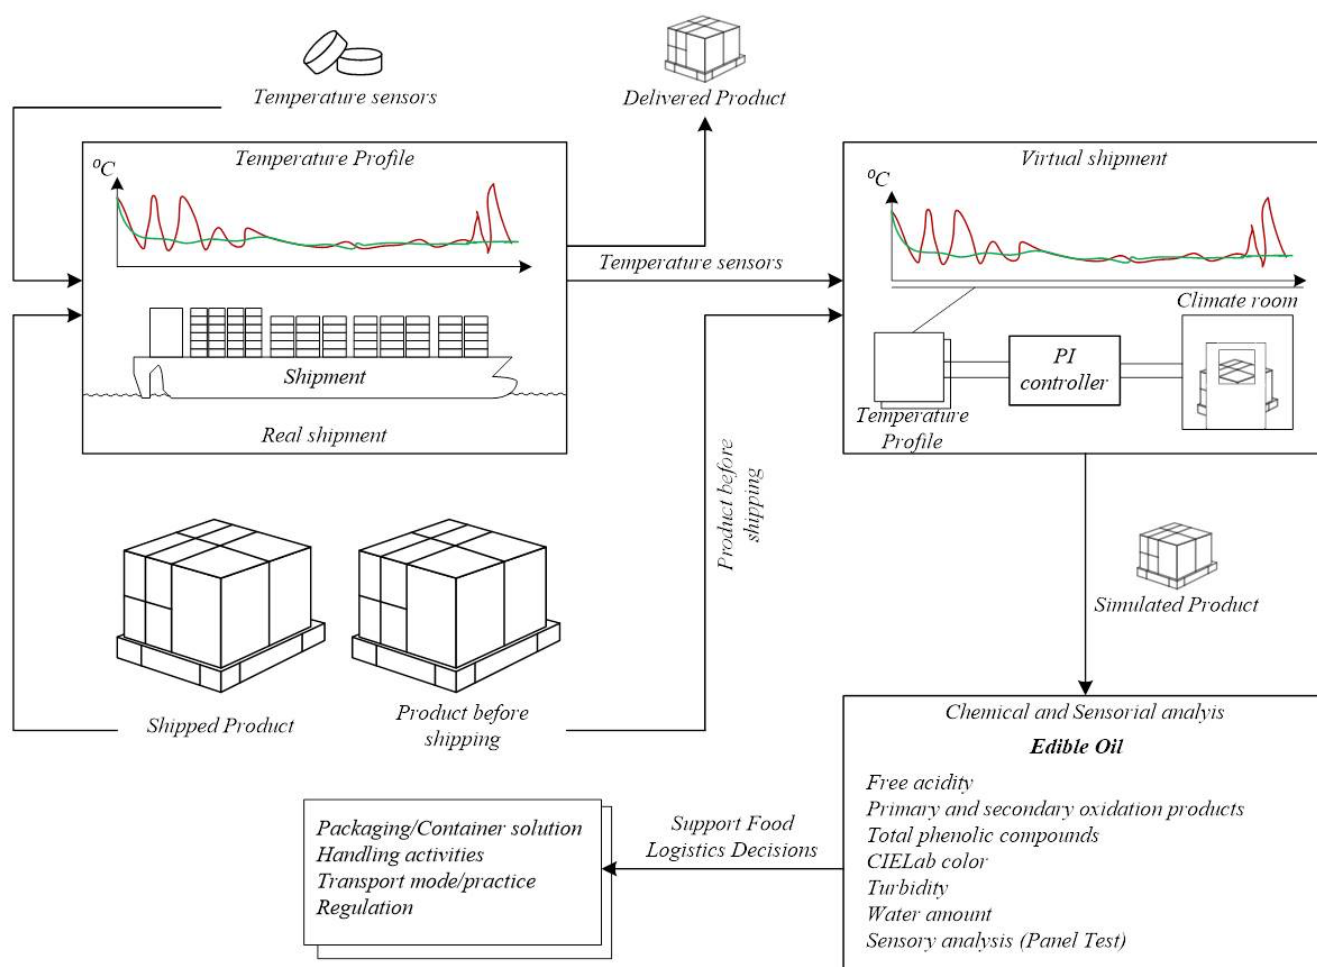 Temperature sensors
Delivered Product
Temperature Profile
ºC
Shipment
Real shipment
Temperature sensors
Virtual shipment
ºC
Climate room
PI
controller
Temperature
Profile
Product before
shipping
Shipped Product
Product before
shipping
Simulated Product
Chemical and Sensorial analyis
Edible Oil
Free acidity
Primary and secondary oxidation products
Total phenolic compounds
CIELab color
Turbidity
Water amount
Sensory analysis (Panel Test)
Support Food
Logistics Decisions
Packaging/Container solution
Handling activities
Transport mode/practice
Regulation